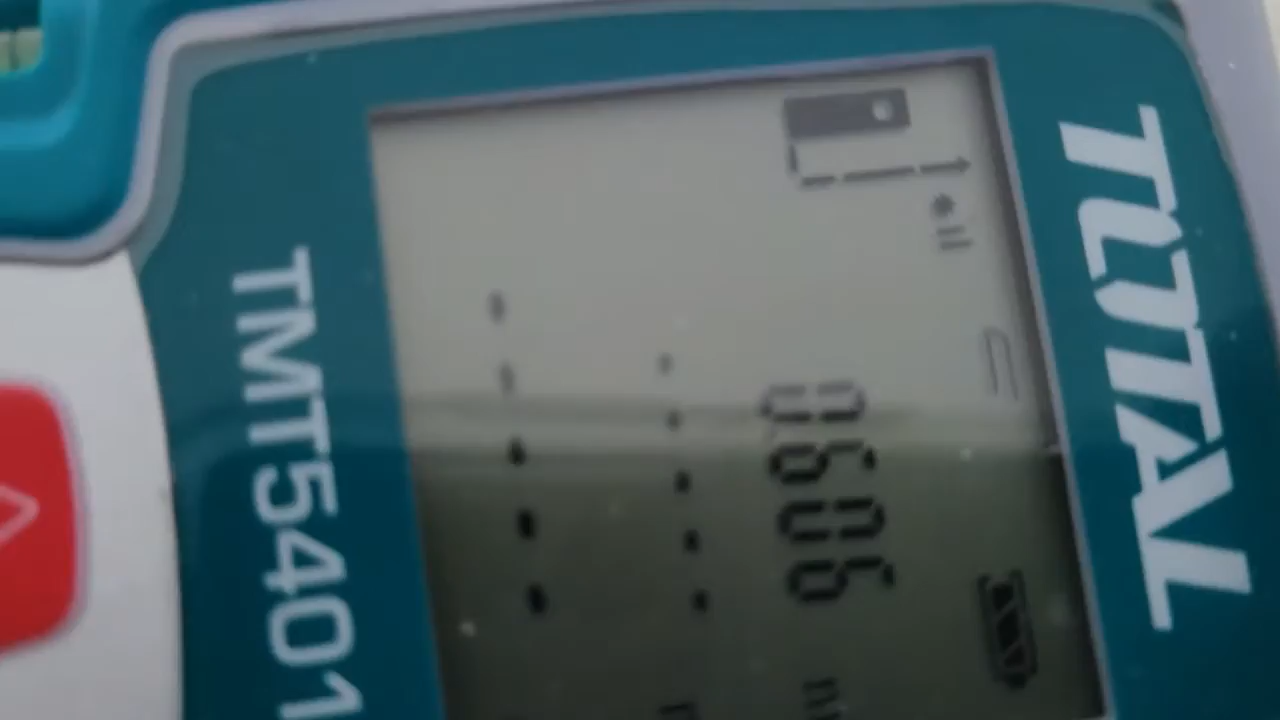 TOTAL
0.606 m
-----
-----
TMT5401